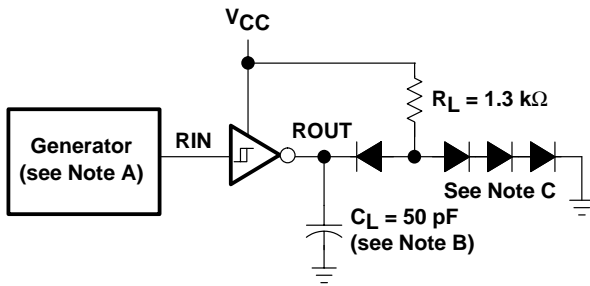 VCC
RL = 1.3 kΩ
Generator
(see Note A)
RIN
ROUT
See Note C
CL = 50 pF
(see Note B)